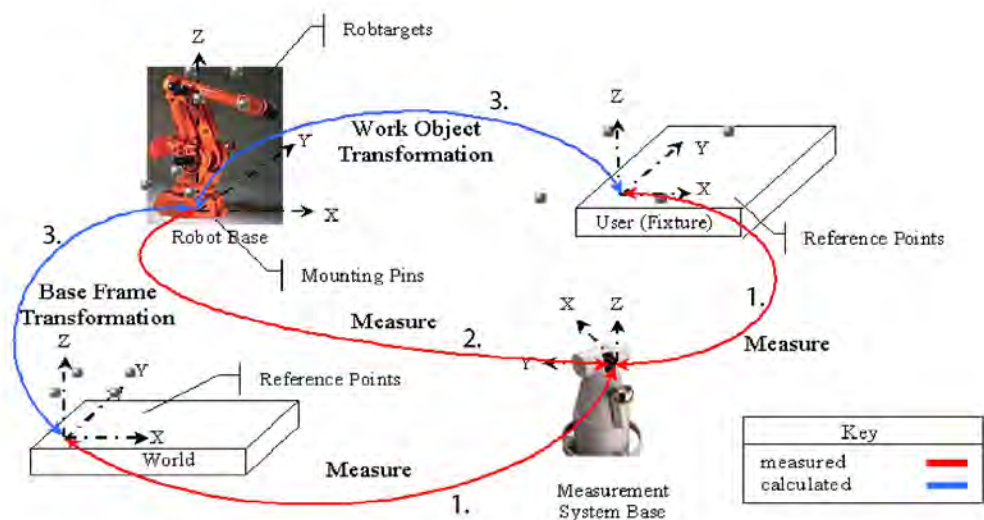 Z
Robtargets
3.
Z
Work Object
Transformation
Y
Y
X
X
User (Fixture)
Robot Base
Reference Points
3.
Mounting Pins
1.
Base Frame
Transformation
X
Z
Measure
2.
Measure
Z
Y
Y
Reference Points
X
World
Key
Measure
measured
calculated
1.
Measurement
System Base